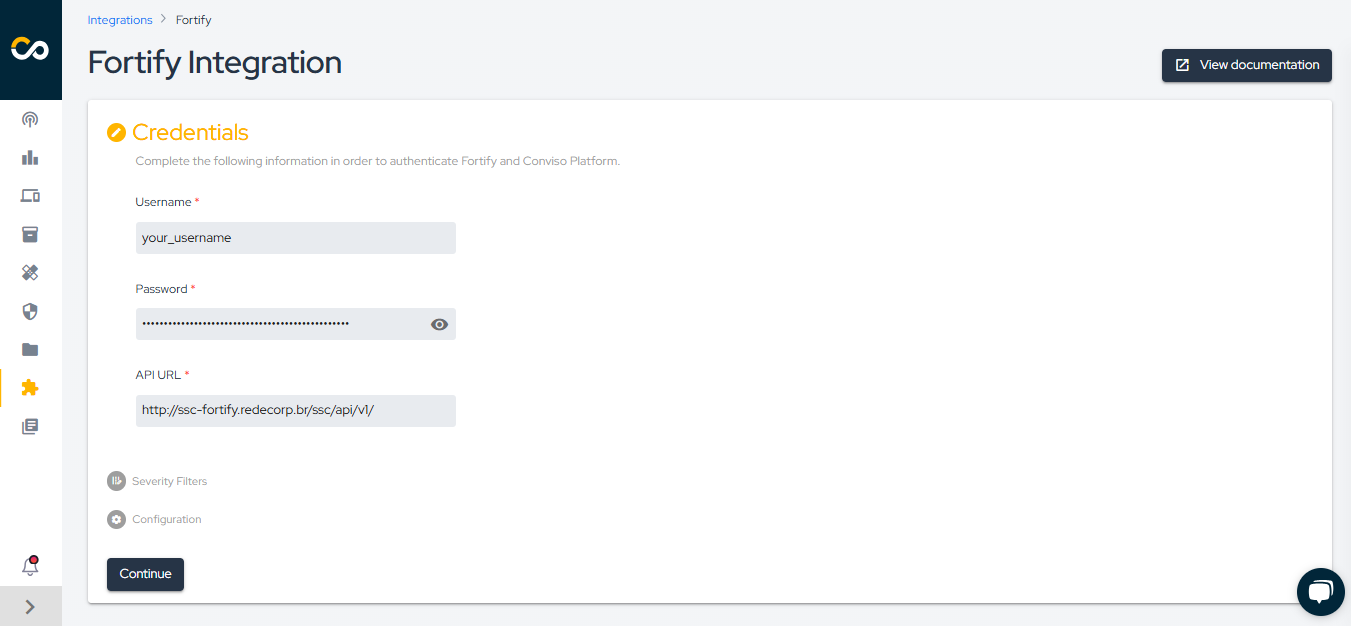 Integrations > Fortify
Fortify Integration
View documentation
Credentials
Complete the following information in order to authenticate Fortify and Conviso Platform.
Username *
your_username
Password *
••••••••••••••••••••••••••••••••••••••••••••••••
API URL *
http://ssc-fortify.redecorp.br/ssc/api/v1/
Severity Filters
Configuration
Continue